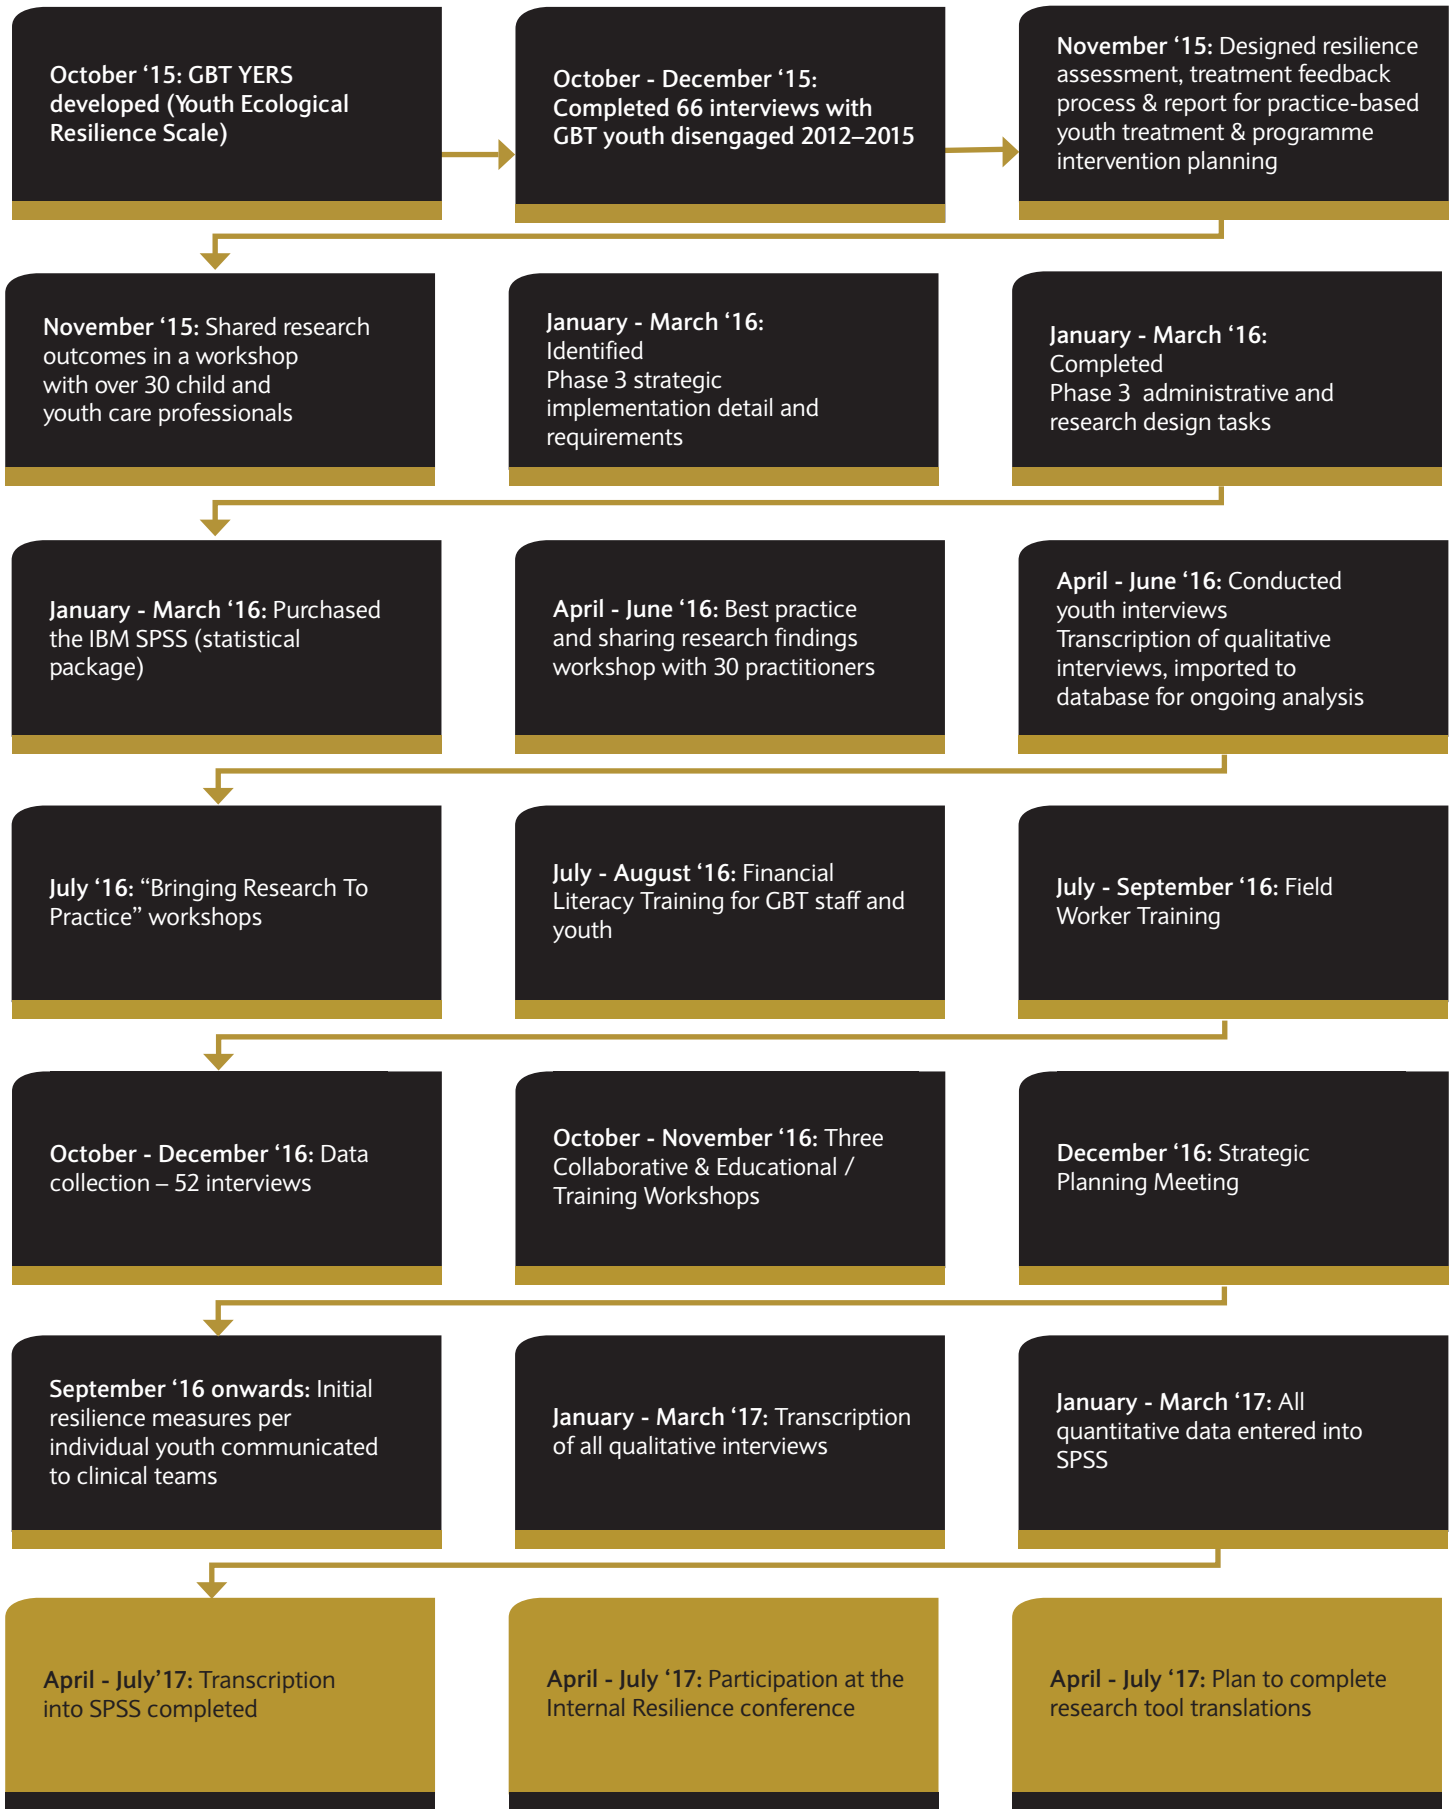 October ‘15: GBT YERS
developed (Youth Ecological
Resilience Scale)
October - December ‘15:
Completed 66 interviews with
GBT youth disengaged 2012–2015
November ‘15: Designed resilience
assessment, treatment feedback
process & report for practice-based
youth treatment & programme
intervention planning
November ‘15: Shared research
outcomes in a workshop
with over 30 child and
youth care professionals
January - March ‘16:
Identified
Phase 3 strategic
implementation detail and
requirements
January - March ‘16:
Completed
Phase 3 administrative and
research design tasks
January - March ‘16: Purchased
the IBM SPSS (statistical
package)
April - June ‘16: Best practice
and sharing research findings
workshop with 30 practitioners
April - June ‘16: Conducted
youth interviews
Transcription of qualitative
interviews, imported to
database for ongoing analysis
July ‘16: “Bringing Research To
Practice” workshops
July - August ‘16: Financial
Literacy Training for GBT staff and
youth
July - September ‘16: Field
Worker Training
October - December ‘16: Data
collection – 52 interviews
October - November ‘16: Three
Collaborative & Educational /
Training Workshops
December ‘16: Strategic
Planning Meeting
September ‘16 onwards: Initial
resilience measures per
individual youth communicated
to clinical teams
January - March ‘17: Transcription
of all qualitative interviews
January - March ‘17: All
quantitative data entered into
SPSS
April - July’17: Transcription
into SPSS completed
April - July ‘17: Participation at the
Internal Resilience conference
April - July ‘17: Plan to complete
research tool translations